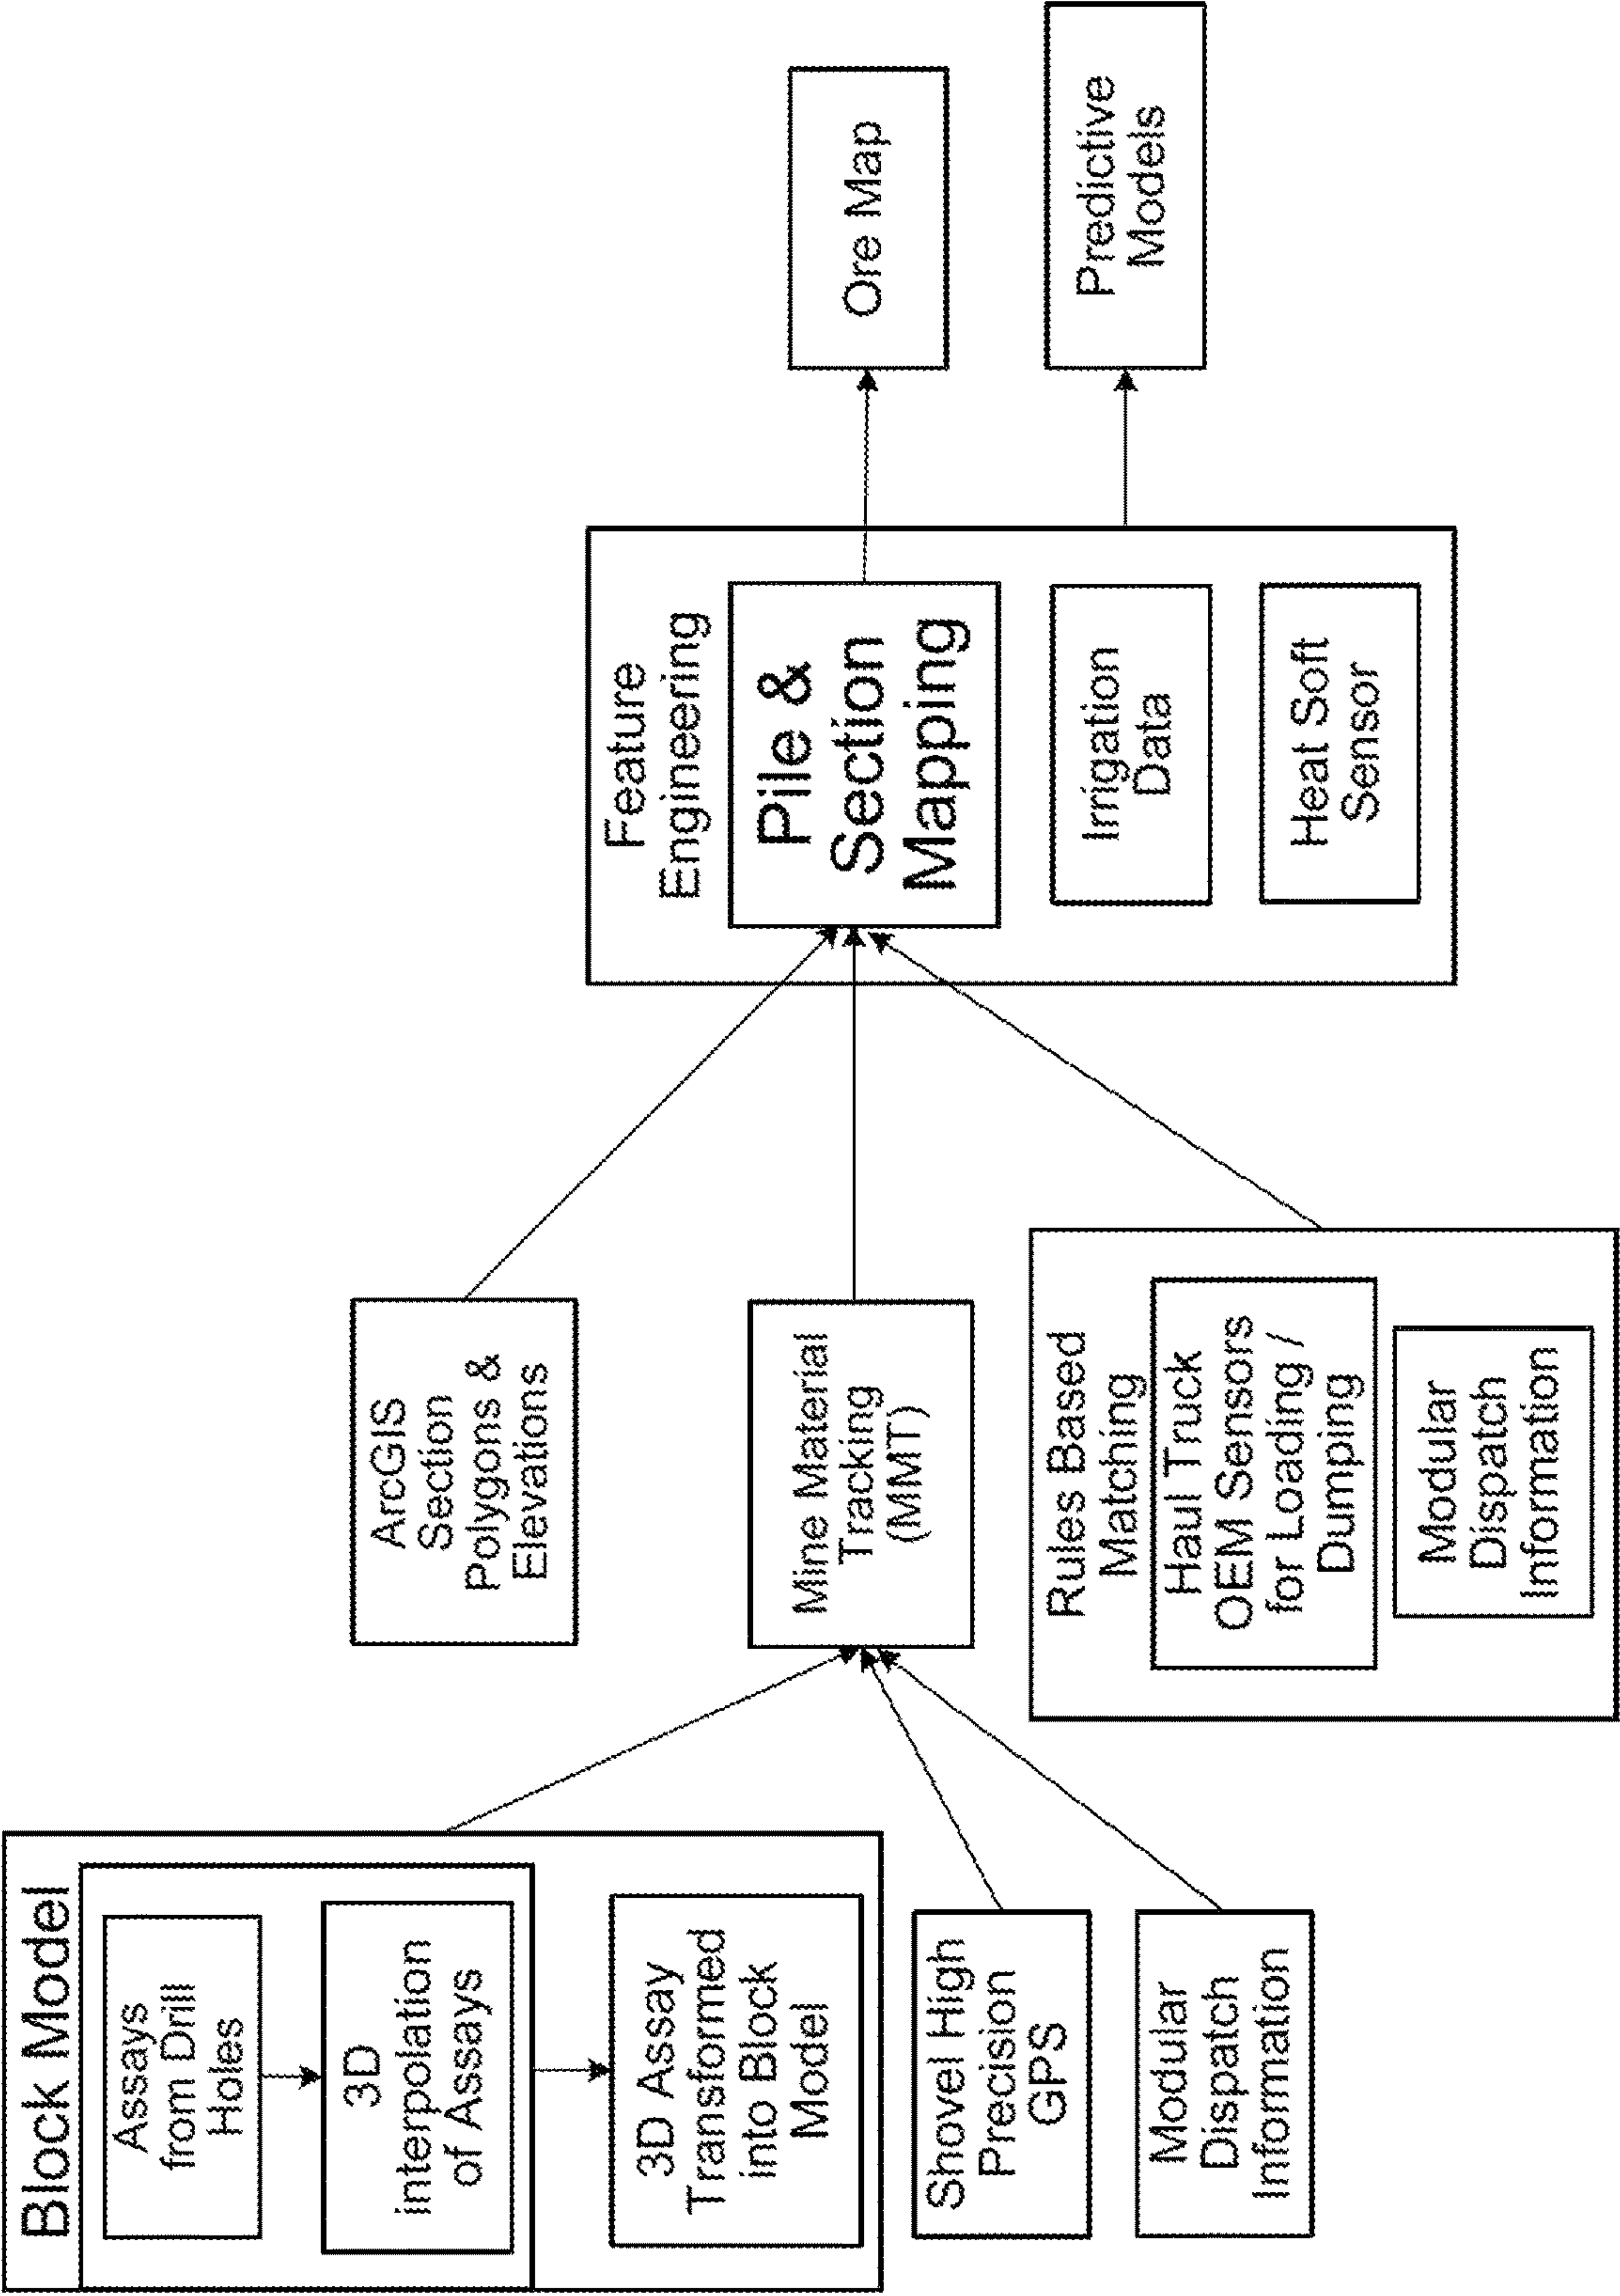 Block Model
Assays
from Drill
Holes
3D
interpolation
of Assays
3D Assay
Transformed
into Block
Model
Shovel High
Precision
GPS
Modular
Dispatch
Information
ArcGIS
Section
Polygons &
Elevations
Mine Material
Tracking
(MMT)
Rules Based
Matching
Haul Truck
OEM Sensors
for Loading /
Dumping
Modular
Dispatch
Information
Feature
Engineering
Pile &
Section
Mapping
Irrigation
Data
Heat Soft
Sensor
Ore Map
Predictive
Models